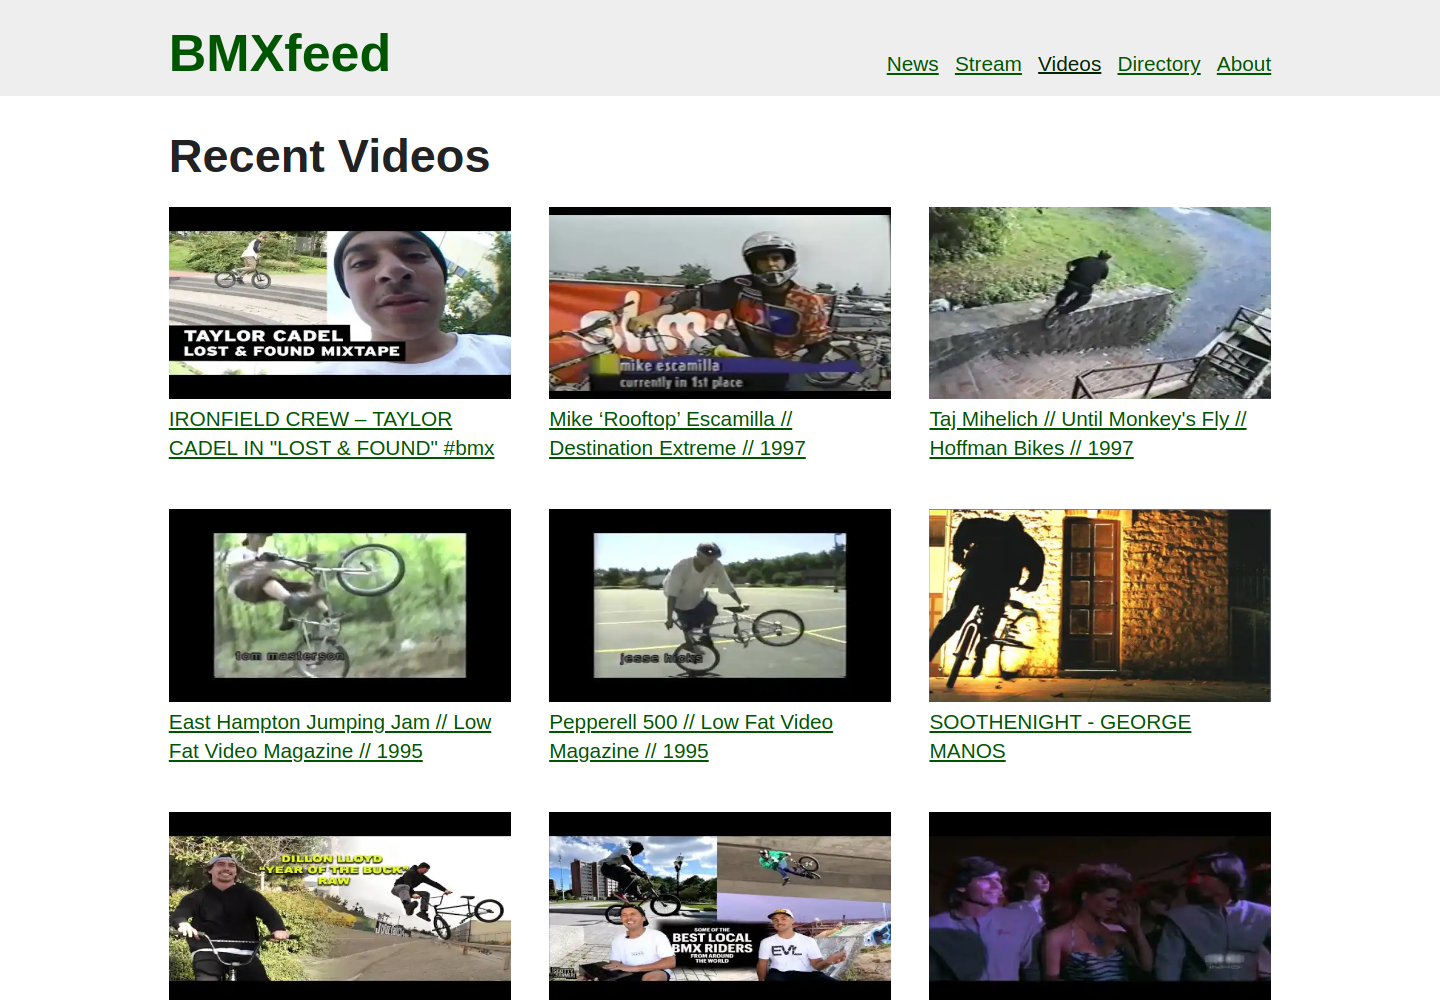 BMXfeed
News Stream Videos Directory About
Recent Videos
TAYLOR CADEL
LOST & FOUND MIXTAPE
mike escamilla
currently in 1st place
IRONFIELD CREW – TAYLOR
CADEL IN "LOST & FOUND" #bmx
Mike ‘Rooftop’ Escamilla //
Destination Extreme // 1997
Taj Mihelich // Until Monkey's Fly //
Hoffman Bikes // 1997
tom masterson
jesse hicks
East Hampton Jumping Jam // Low
Fat Video Magazine // 1995
Pepperell 500 // Low Fat Video
Magazine // 1995
SOOTHENIGHT - GEORGE
MANOS
DILLON LLOYD
"YEAR OF THE BUCK"
RAW
SOME OF THE
BEST LOCAL
BMX RIDERS
FROM AROUND
THE WORLD
EVL